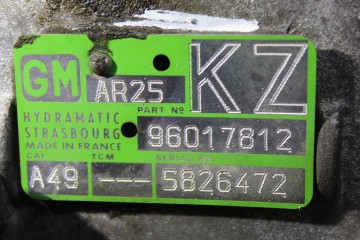 GM AR25 KZ
PART Nº
HYDRAMATIC
STRASBOURG 96017812
MADE IN FRANCE
CAL TCM SERIAL
A49 --- 5826472